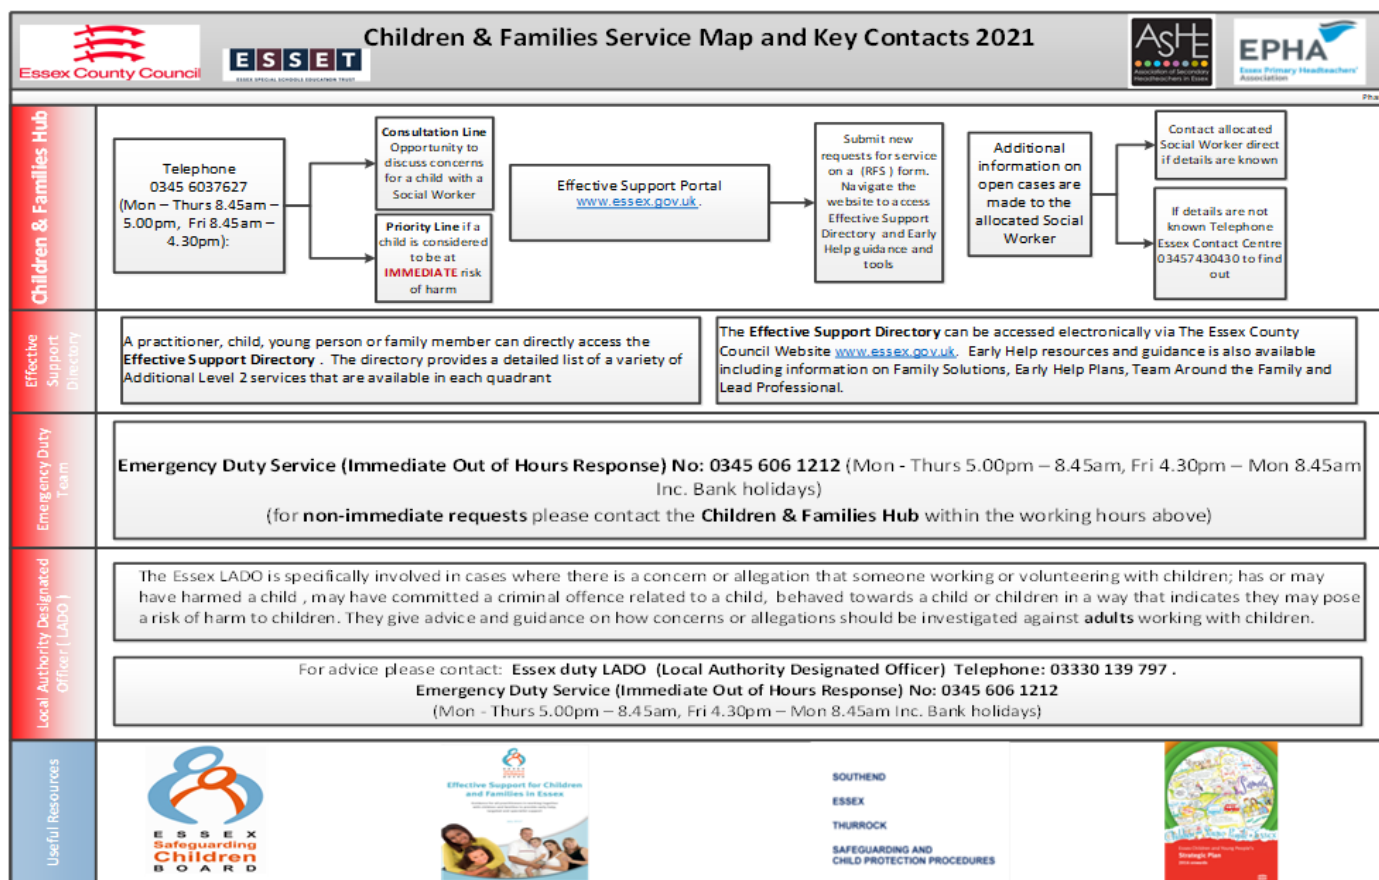 Children & Families Service Map and Key Contacts 2021
Essex County Council
ESSET
ESSEX SPECIAL SCHOOLS EDUCATION TRUST
ASHE
Association of Secondary
Headteachers in Essex
EPHA
Essex Primary Headteachers'
Association
Children & Families Hub
Telephone
0345 6037627
(Mon – Thurs 8.45am –
5.00pm, Fri 8.45am –
4.30pm):
Consultation Line
Opportunity to
discuss concerns
for a child with a
Social Worker
Priority Line if a
child is considered
to be at
IMMEDIATE risk
of harm
Effective Support Portal
www.essex.gov.uk.
Submit new
requests for service
on a (RFS ) form.
Navigate the
website to access
Effective Support
Directory and Early
Help guidance and
tools
Additional
information on
open cases are
made to the
allocated Social
Worker
Contact allocated
Social Worker direct
if details are known
If details are not
known Telephone
Essex Contact Centre
03457430430 to find
out
Effective
Support
Directory
A practitioner, child, young person or family member can directly access the
Effective Support Directory . The directory provides a detailed list of a variety of
Additional Level 2 services that are available in each quadrant
The Effective Support Directory can be accessed electronically via The Essex County
Council Website www.essex.gov.uk. Early Help resources and guidance is also available
including information on Family Solutions, Early Help Plans, Team Around the Family and
Lead Professional.
Emergency Duty
Team
Emergency Duty Service (Immediate Out of Hours Response) No: 0345 606 1212 (Mon - Thurs 5.00pm – 8.45am, Fri 4.30pm – Mon 8.45am
Inc. Bank holidays)
(for non-immediate requests please contact the Children & Families Hub within the working hours above)
Local Authority Designated
Officer ( LADO )
The Essex LADO is specifically involved in cases where there is a concern or allegation that someone working or volunteering with children; has or may
have harmed a child , may have committed a criminal offence related to a child, behaved towards a child or children in a way that indicates they may pose
a risk of harm to children. They give advice and guidance on how concerns or allegations should be investigated against adults working with children.
For advice please contact: Essex duty LADO (Local Authority Designated Officer) Telephone: 03330 139 797 .
Emergency Duty Service (Immediate Out of Hours Response) No: 0345 606 1212
(Mon - Thurs 5.00pm – 8.45am, Fri 4.30pm – Mon 8.45am Inc. Bank holidays)
Useful Resources
ESSEX
Safeguarding
Children
BOARD
Effective Support for Children
and Families in Essex
SOUTHEND
ESSEX
THURROCK
SAFEGUARDING AND
CHILD PROTECTION PROCEDURES
Essex Children and Young People's
Strategic Plan